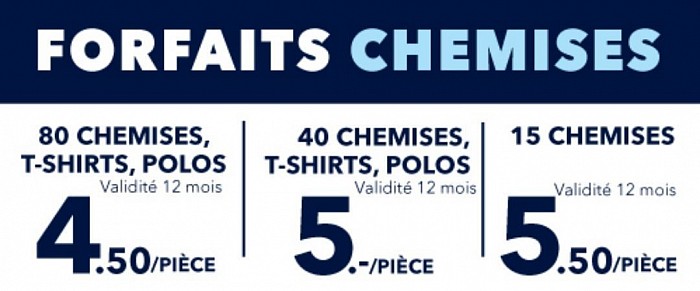 FORFAITS CHEMISES
80 CHEMISES,
T-SHIRTS, POLOS
Validité 12 mois
4.50/PIÈCE
40 CHEMISES,
T-SHIRTS, POLOS
Validité 12 mois
5.-/PIÈCE
15 CHEMISES
Validité 12 mois
5.50/PIÈCE